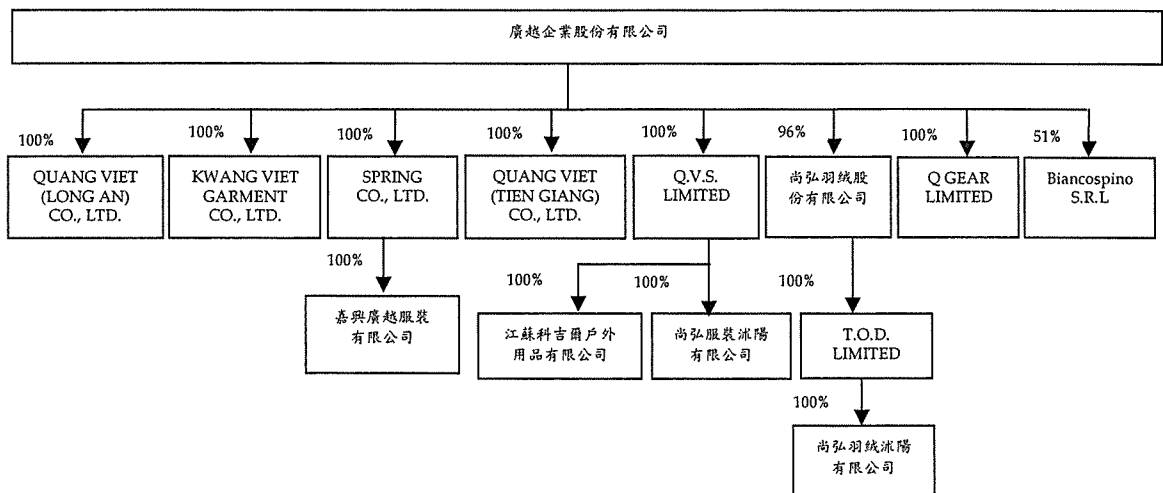 廣越企業股份有限公司
100%
100%
100%
100%
100%
96%
100%
51%
QUANG VIET
(LONG AN)
CO., LTD.
KWANG VIET
GARMENT
CO., LTD.
SPRING
CO., LTD.
QUANG VIET
(TIEN GIANG)
CO., LTD.
Q.V.S.
LIMITED
尚弘羽絨股
份有限公司
Q GEAR
LIMITED
Biancospino
S.R.L
100%
100%
100%
100%
嘉興廣越服裝
有限公司
江蘇科吉爾戶外
用品有限公司
尚弘服裝沭陽
有限公司
T.O.D.
LIMITED
100%
尚弘羽絨沭陽
有限公司